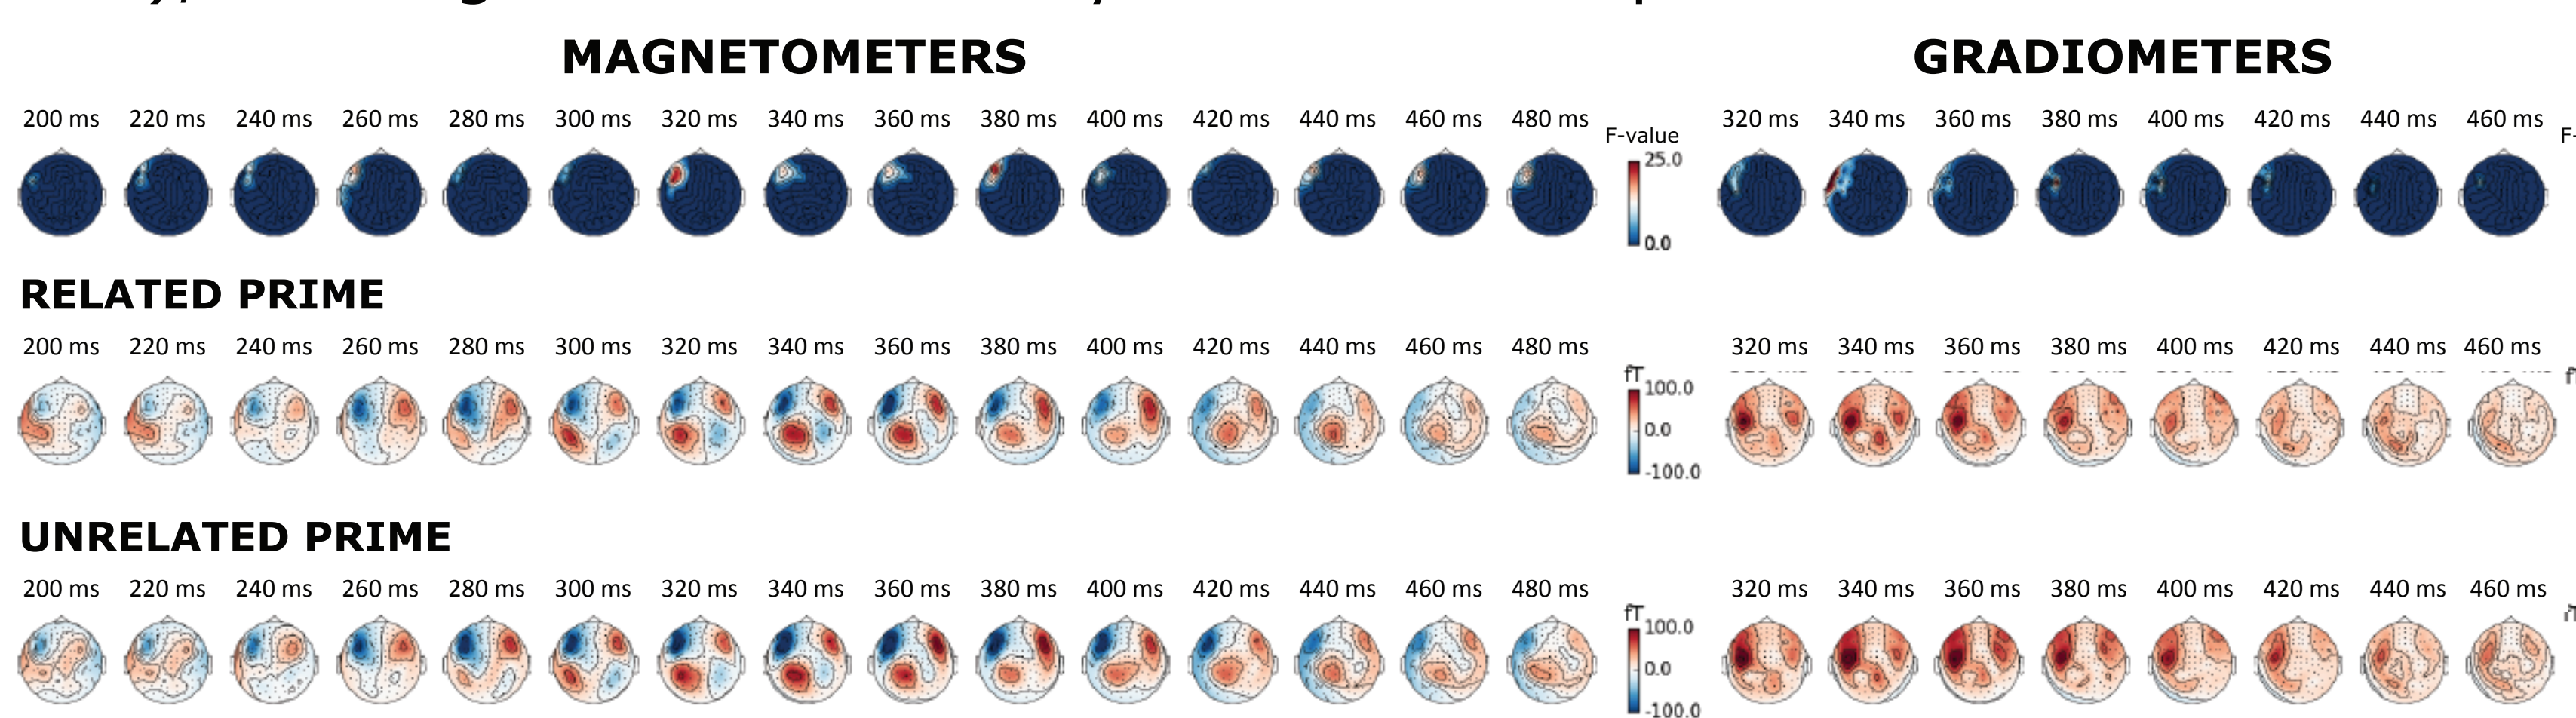 MAGNETOMETERS GRADIOMETERS
200 ms 220 ms 240 ms 260 ms 280 ms 300 ms 320 ms 340 ms 360 ms 380 ms 400 ms 420 ms 440 ms 460 ms 480 ms 320 ms 340 ms 360 ms 380 ms 400 ms 420 ms 440 ms 460 ms
F-value F-
25.0
0.0
RELATED PRIME
200 ms 220 ms 240 ms 260 ms 280 ms 300 ms 320 ms 340 ms 360 ms 380 ms 400 ms 420 ms 440 ms 460 ms 480 ms 320 ms 340 ms 360 ms 380 ms 400 ms 420 ms 440 ms 460 ms
fT
100.0
0.0
-100.0
UNRELATED PRIME
200 ms 220 ms 240 ms 260 ms 280 ms 300 ms 320 ms 340 ms 360 ms 380 ms 400 ms 420 ms 440 ms 460 ms 480 ms 320 ms 340 ms 360 ms 380 ms 400 ms 420 ms 440 ms 460 ms
fT
100.0
0.0
-100.0